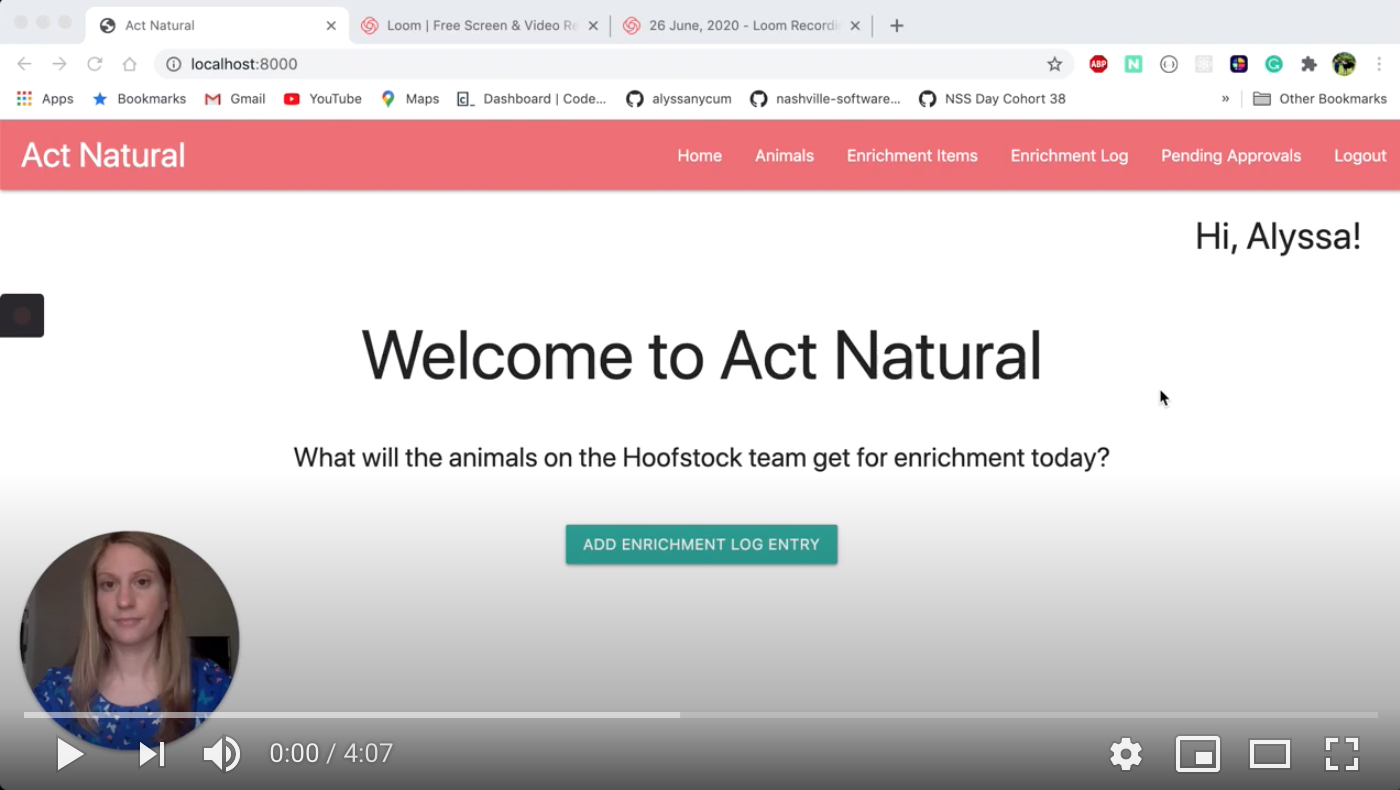 Act Natural
Loom | Free Screen & Video Re
26 June, 2020 - Loom Recordi
localhost:8000
ABP
N
G
Apps
Bookmarks
Gmail
YouTube
Maps
Dashboard | Code...
alyssanycum
nashville-software...
NSS Day Cohort 38
»
Other Bookmarks
Act Natural
Home
Animals
Enrichment Items
Enrichment Log
Pending Approvals
Logout
Hi, Alyssa!
Welcome to Act Natural
What will the animals on the Hoofstock team get for enrichment today?
ADD ENRICHMENT LOG ENTRY
0:00 / 4:07